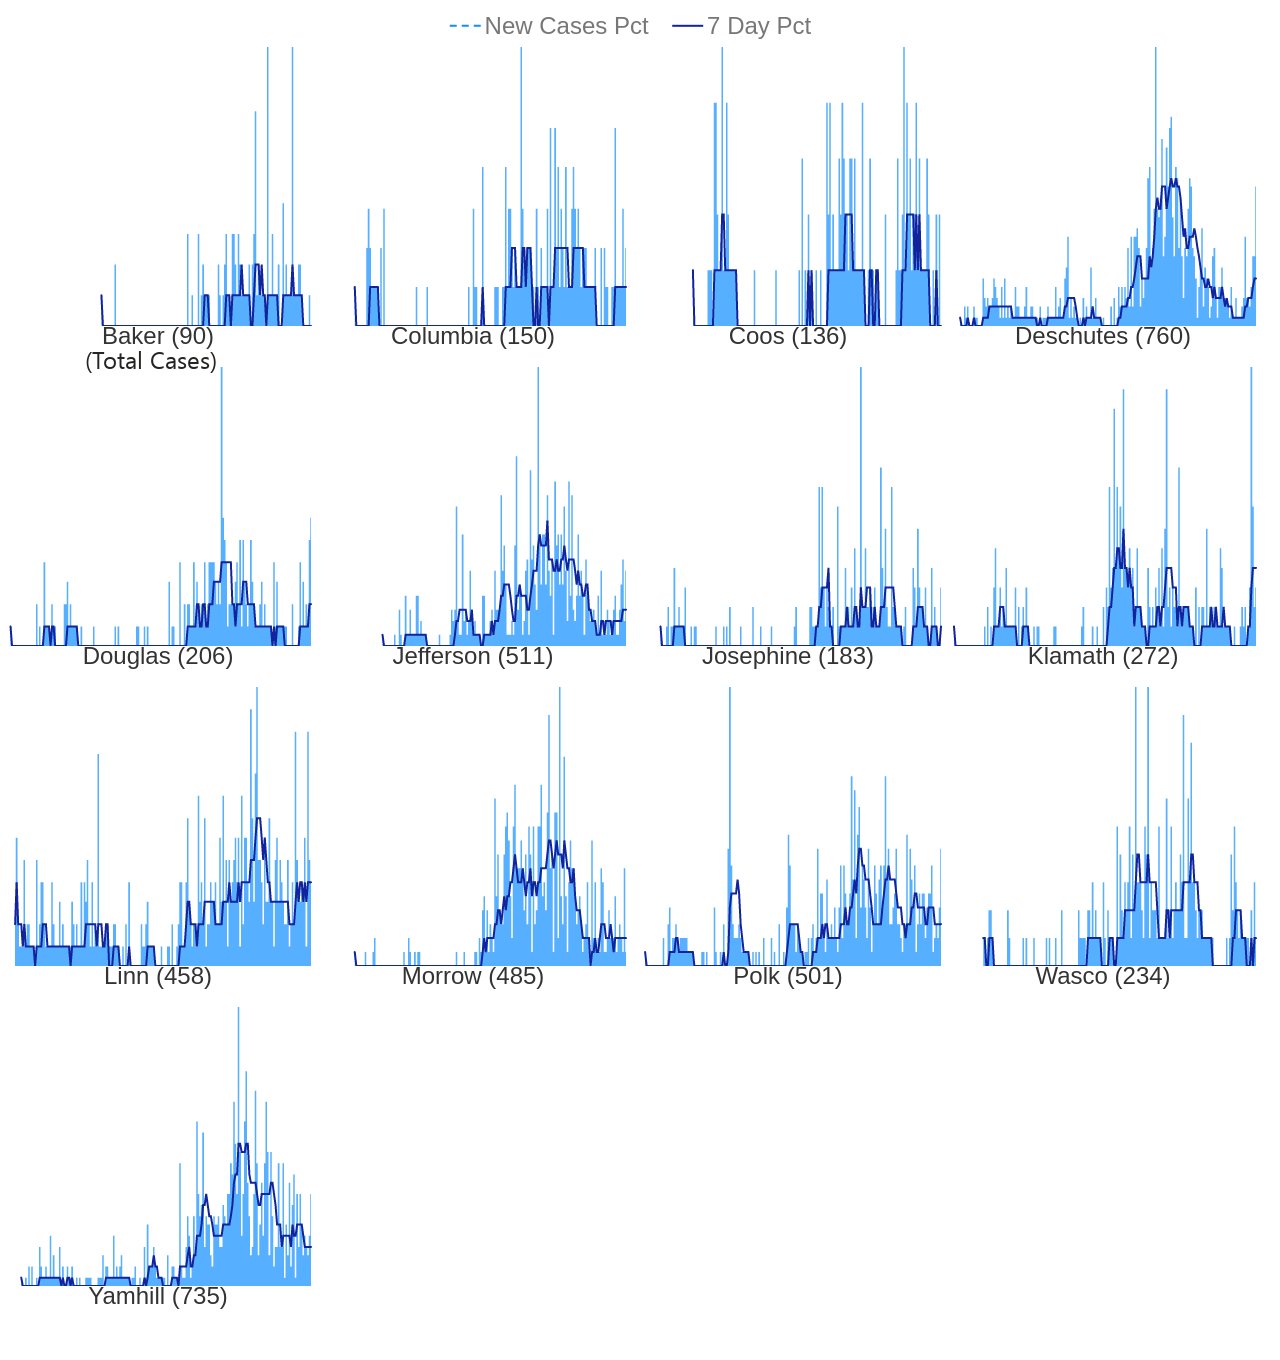 New Cases Pct 7 Day Pct
Baker (90) Columbia (150) Coos (136) Deschutes (760)
(Total Cases)
Douglas (206) Jefferson (511) Josephine (183) Klamath (272)
Linn (458) Morrow (485) Polk (501) Wasco (234)
Yamhill (735)